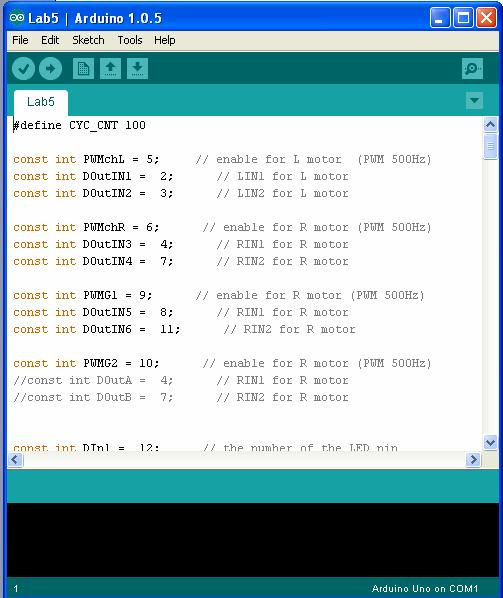 Lab5 | Arduino 1.0.5
File Edit Sketch Tools Help
Lab5
#define CYC_CNT 100
const int PWMchL = 5; // enable for L motor (PWM 500Hz)
const int DOutIN1 = 2; // LIN1 for L motor
const int DOutIN2 = 3; // LIN2 for L motor
const int PWMchR = 6; // enable for R motor (PWM 500Hz)
const int DOutIN3 = 4; // RIN1 for R motor
const int DOutIN4 = 7; // RIN2 for R motor
const int PWMG1 = 9; // enable for R motor (PWM 500Hz)
const int DOutIN5 = 8; // RIN1 for R motor
const int DOutIN6 = 11; // RIN2 for R motor
const int PWMG2 = 10; // enable for R motor (PWM 500Hz)
//const int DOutA = 4; // RIN1 for R motor
//const int DOutB = 7; // RIN2 for R motor
const int DIn1 = 12; // the number of the LED pin
1 Arduino Uno on COM1